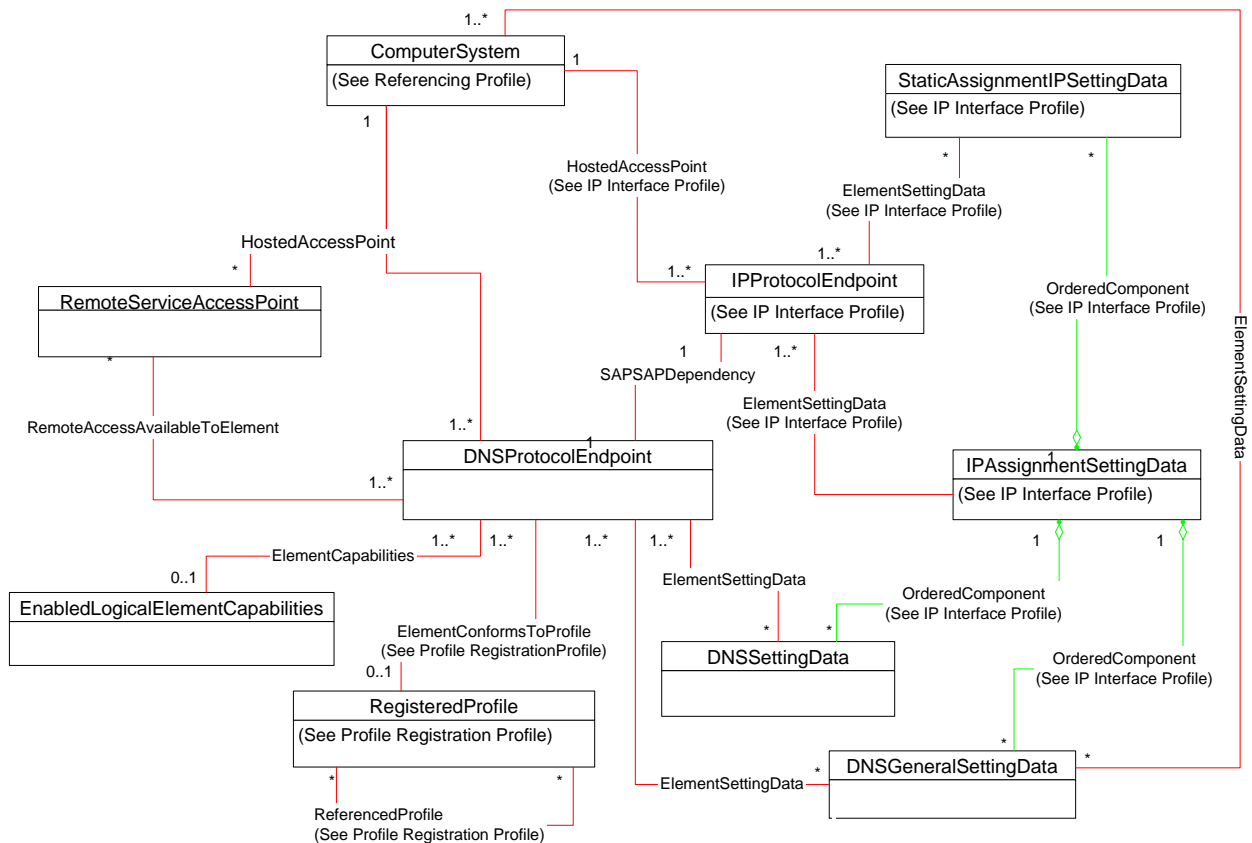 1..*
ComputerSystem
(See Referencing Profile)
1
1
StaticAssignmentIPSettingData
(See IP Interface Profile)
*
*
HostedAccessPoint
(See IP Interface Profile)
ElementSettingData
(See IP Interface Profile)
HostedAccessPoint
*
1..*
1..*
RemoteServiceAccessPoint
*
IPProtocolEndpoint
(See IP Interface Profile)
1
1..*
OrderedComponent
(See IP Interface Profile)
ElementSettingData
SAPSAPDependency
ElementSettingData
(See IP Interface Profile)
RemoteAccessAvailableToElement
1..*
1
1..*
DNSProtocolEndpoint
1
IPAssignmentSettingData
(See IP Interface Profile)
1..*
1..*
1..*
1..*
1
1
ElementCapabilities
0..1
EnabledLogicalElementCapabilities
ElementSettingData
*
OrderedComponent
(See IP Interface Profile)
*
DNSSettingData
ElementConformsToProfile
(See Profile RegistrationProfile)
0..1
RegisteredProfile
(See Profile Registration Profile)
*
*
ReferencedProfile
(See Profile Registration Profile)
OrderedComponent
(See IP Interface Profile)
*
*
ElementSettingData
*
DNSGeneralSettingData